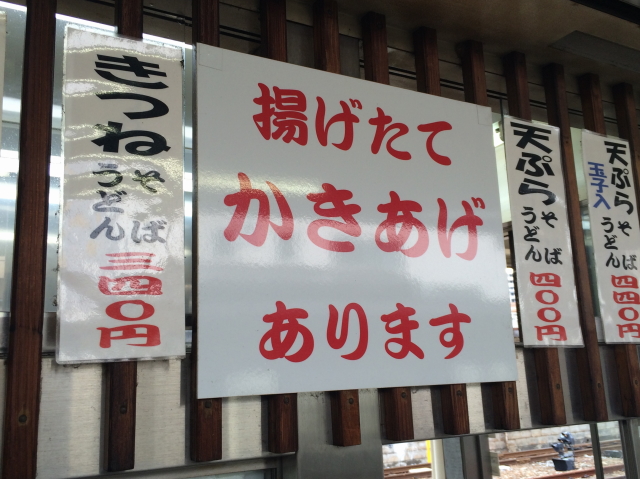 きつね
そば
うどん
三四〇円
揚げたて
かきあげ
あります
天ぷら
そば
うどん
四〇〇円
天ぷら
玉子入
そば
うどん
四四〇円